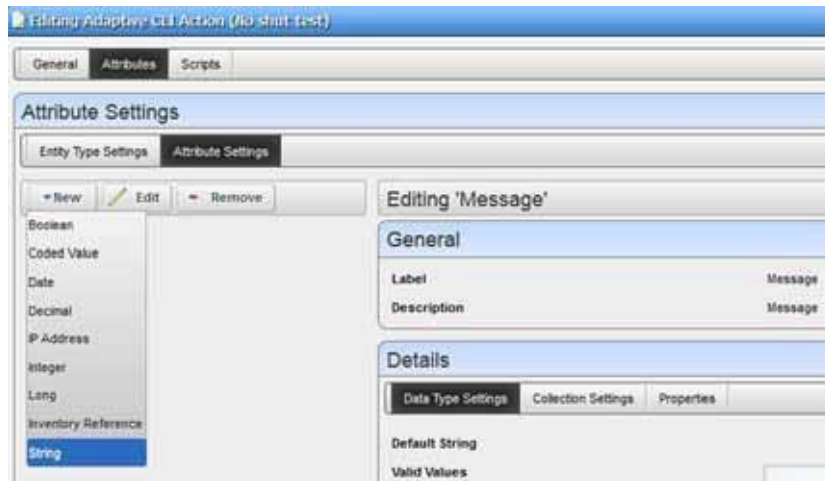 Editing Adaptive CLI Action (No shut test)
General Attributes Scripts
Attribute Settings
Entity Type Settings Attribute Settings
+New Edit - Remove
Boolean
Coded Value
Date
Decimal
IP Address
Integer
Long
Inventory Reference
String
Editing 'Message'
General
Label Message
Description Message
Details
Data Type Settings Collection Settings Properties
Default String
Valid Values